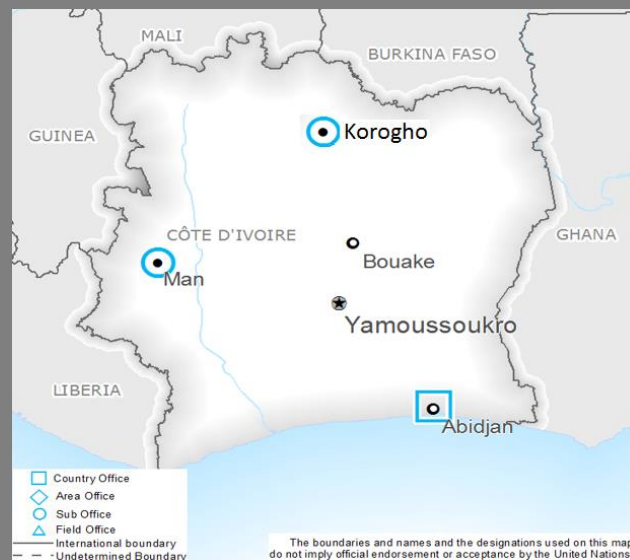 MALI
BURKINA FASO
GUINEA
Korogho
CÔTE D'IVOIRE
GHANA
Bouake
Man
Yamoussoukro
LIBERIA
Abidjan
Country Office
Area Office
Sub Office
Field Office
International boundary
Undetermined Boundary
The boundaries and names and the designations used on this map
do not imply official endorsement or acceptance by the United Nations